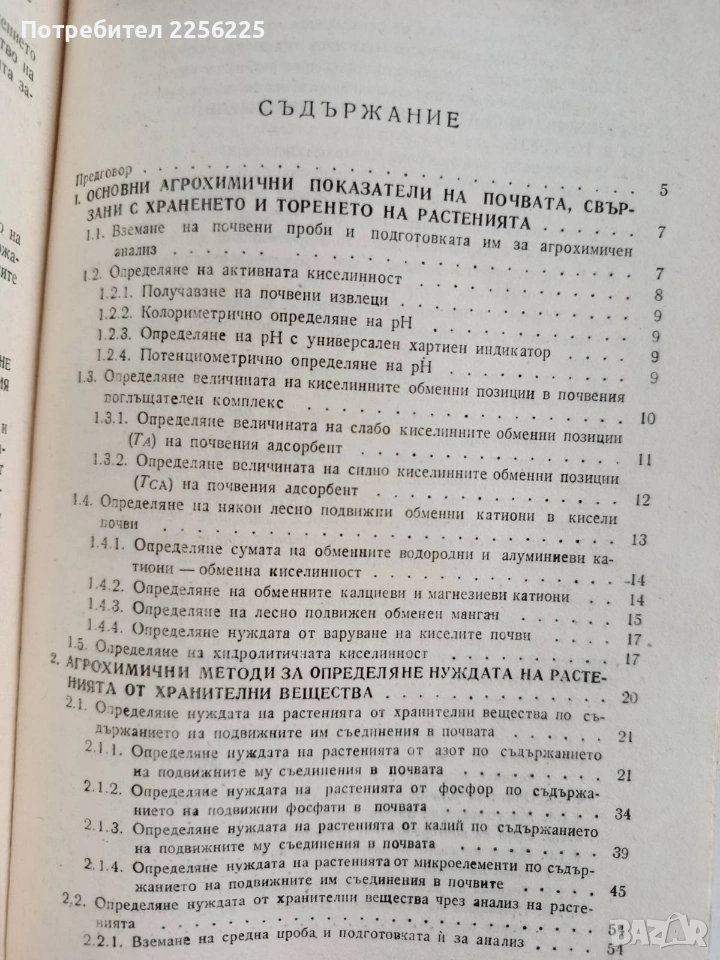 Потребител 2256225
ението
тво на
та за-
о на
ржа-
ите
НЕ
ИЯ
и
СЪДЪРЖАНИЕ
Предговор . . . . . . . . . . . . . . . . . . 5
1. ОСНОВНИ АГРОХИМИЧНИ ПОКАЗАТЕЛИ НА ПОЧВАТА, СВЪР-
ЗАНИ С ХРАНЕНЕТО И ТОРЕНЕТО НА РАСТЕНИЯТА . . . . . . 7
1.1. Вземане на почвени проби и подготовката им за агрохимичен
анализ . . . . . . . . . . . . . . . . . . 7
1.2. Определяне на активната киселинност . . . . . . . . . . 8
1.2.1. Получаване на почвени извлеци . . . . . . . . . . 9
1.2.2. Колориметрично определяне на pH . . . . . . . . . 9
1.2.3. Определяне на pH с универсален хартиен индикатор . . . . 9
1.2.4. Потенциометрично определяне на pH . . . . . . . . 9
1.3. Определяне величината на киселинните обменни позиции в почвения
поглъщателен комплекс . . . . . . . . . . . . . . 10
1.3.1. Определяне величината на слабо киселинните обменни позиции
(TA) на почвения адсорбент . . . . . . . . . . . 11
1.3.2. Определяне величината на силно киселинните обменни позиции
(TCA) на почвения адсорбент . . . . . . . . . . . 12
1.4. Определяне на някои лесно подвижни обменни катиони в кисели
почви . . . . . . . . . . . . . . . . . . 13
1.4.1. Определяне сумата на обменните водородни и алуминиеви ка-
тиони — обменна киселинност . . . . . . . . . . . 14
1.4.2. Определяне на обменните калциеви и магнезиеви катиони . . 14
1.4.3. Определяне на лесно подвижен обменен манган . . . . . 15
1.4.4. Определяне нуждата от варуване на киселите почви . . . . 17
1.5. Определяне на хидролитичната киселинност . . . . . . . . 17
2. АГРОХИМИЧНИ МЕТОДИ ЗА ОПРЕДЕЛЯНЕ НУЖДАТА НА РАСТЕ-
НИЯТА ОТ ХРАНИТЕЛНИ ВЕЩЕСТВА . . . . . . . . . . 20
2.1. Определяне нуждата на растенията от хранителни вещества по съ-
държанието на подвижните им съединения в почвата . . . . . . 21
2.1.1. Определяне нуждата на растенията от азот по съдържанието
на подвижните му съединения в почвата . . . . . . . 21
2.1.2. Определяне нуждата на растенията от фосфор по съдържа-
нието на подвижни фосфати в почвата . . . . . . . . 34
2.1.3. Определяне нуждата на растенията от калий по съдържанието
на подвижните му съединения в почвата . . . . . . . 39
2.1.4. Определяне нуждата на растенията от микроелементи по съдър-
жанието на подвижните им съединения в почвите . . . . . 45
2.2. Определяне нуждата от хранителни вещества чрез анализ на расте-
нията . . . . . . . . . . . . . . . . . . 54
2.2.1. Вземане на средна проба и подготовката ѝ за анализ . . . . 54
BAZAR